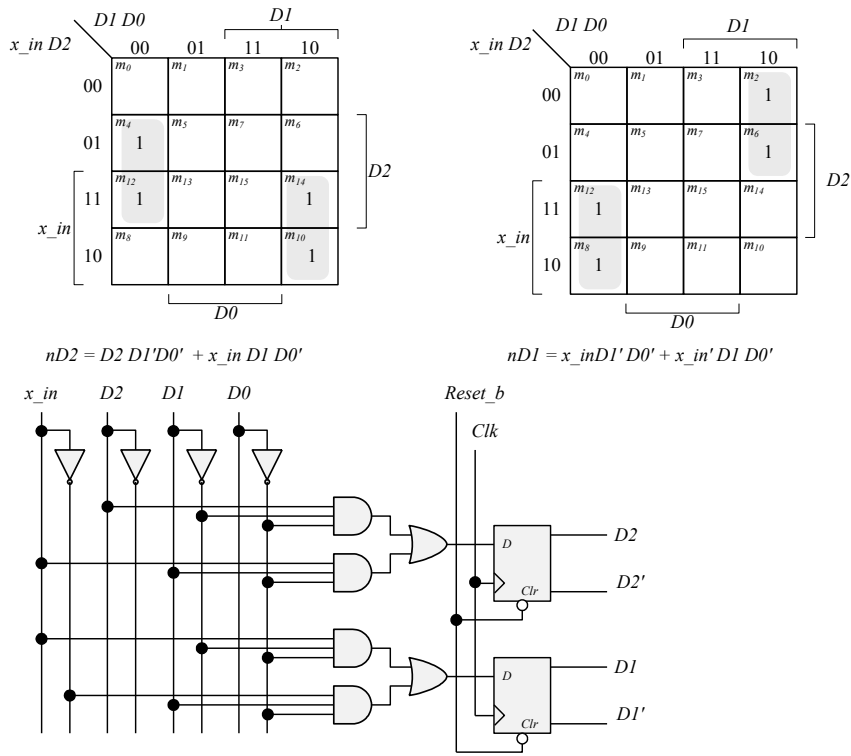 D1 D1
D1 D0 D1 D0
x_in D2 00 01 11 10 x_in D2 00 01 11 10
00 m0 m1 m3 m2
00 m0 m1 m3 m2 1
01 m4 1 m5 m7 m6
01 m4 m5 m7 m6 1
D2 D2
11 m12 1 m13 m15 m14 1
11 m12 1 m13 m15 m14
x_in x_in
10 m8 m9 m11 m10 1
10 m8 1 m9 m11 m10
D0 D0
nD2 = D2 D1'D0' + x_in D1 D0' nD1 = x_inD1' D0' + x_in' D1 D0'
x_in D2 D1 D0 Reset_b
Clk
D D2
Clr D2'
D D1
Clr D1'